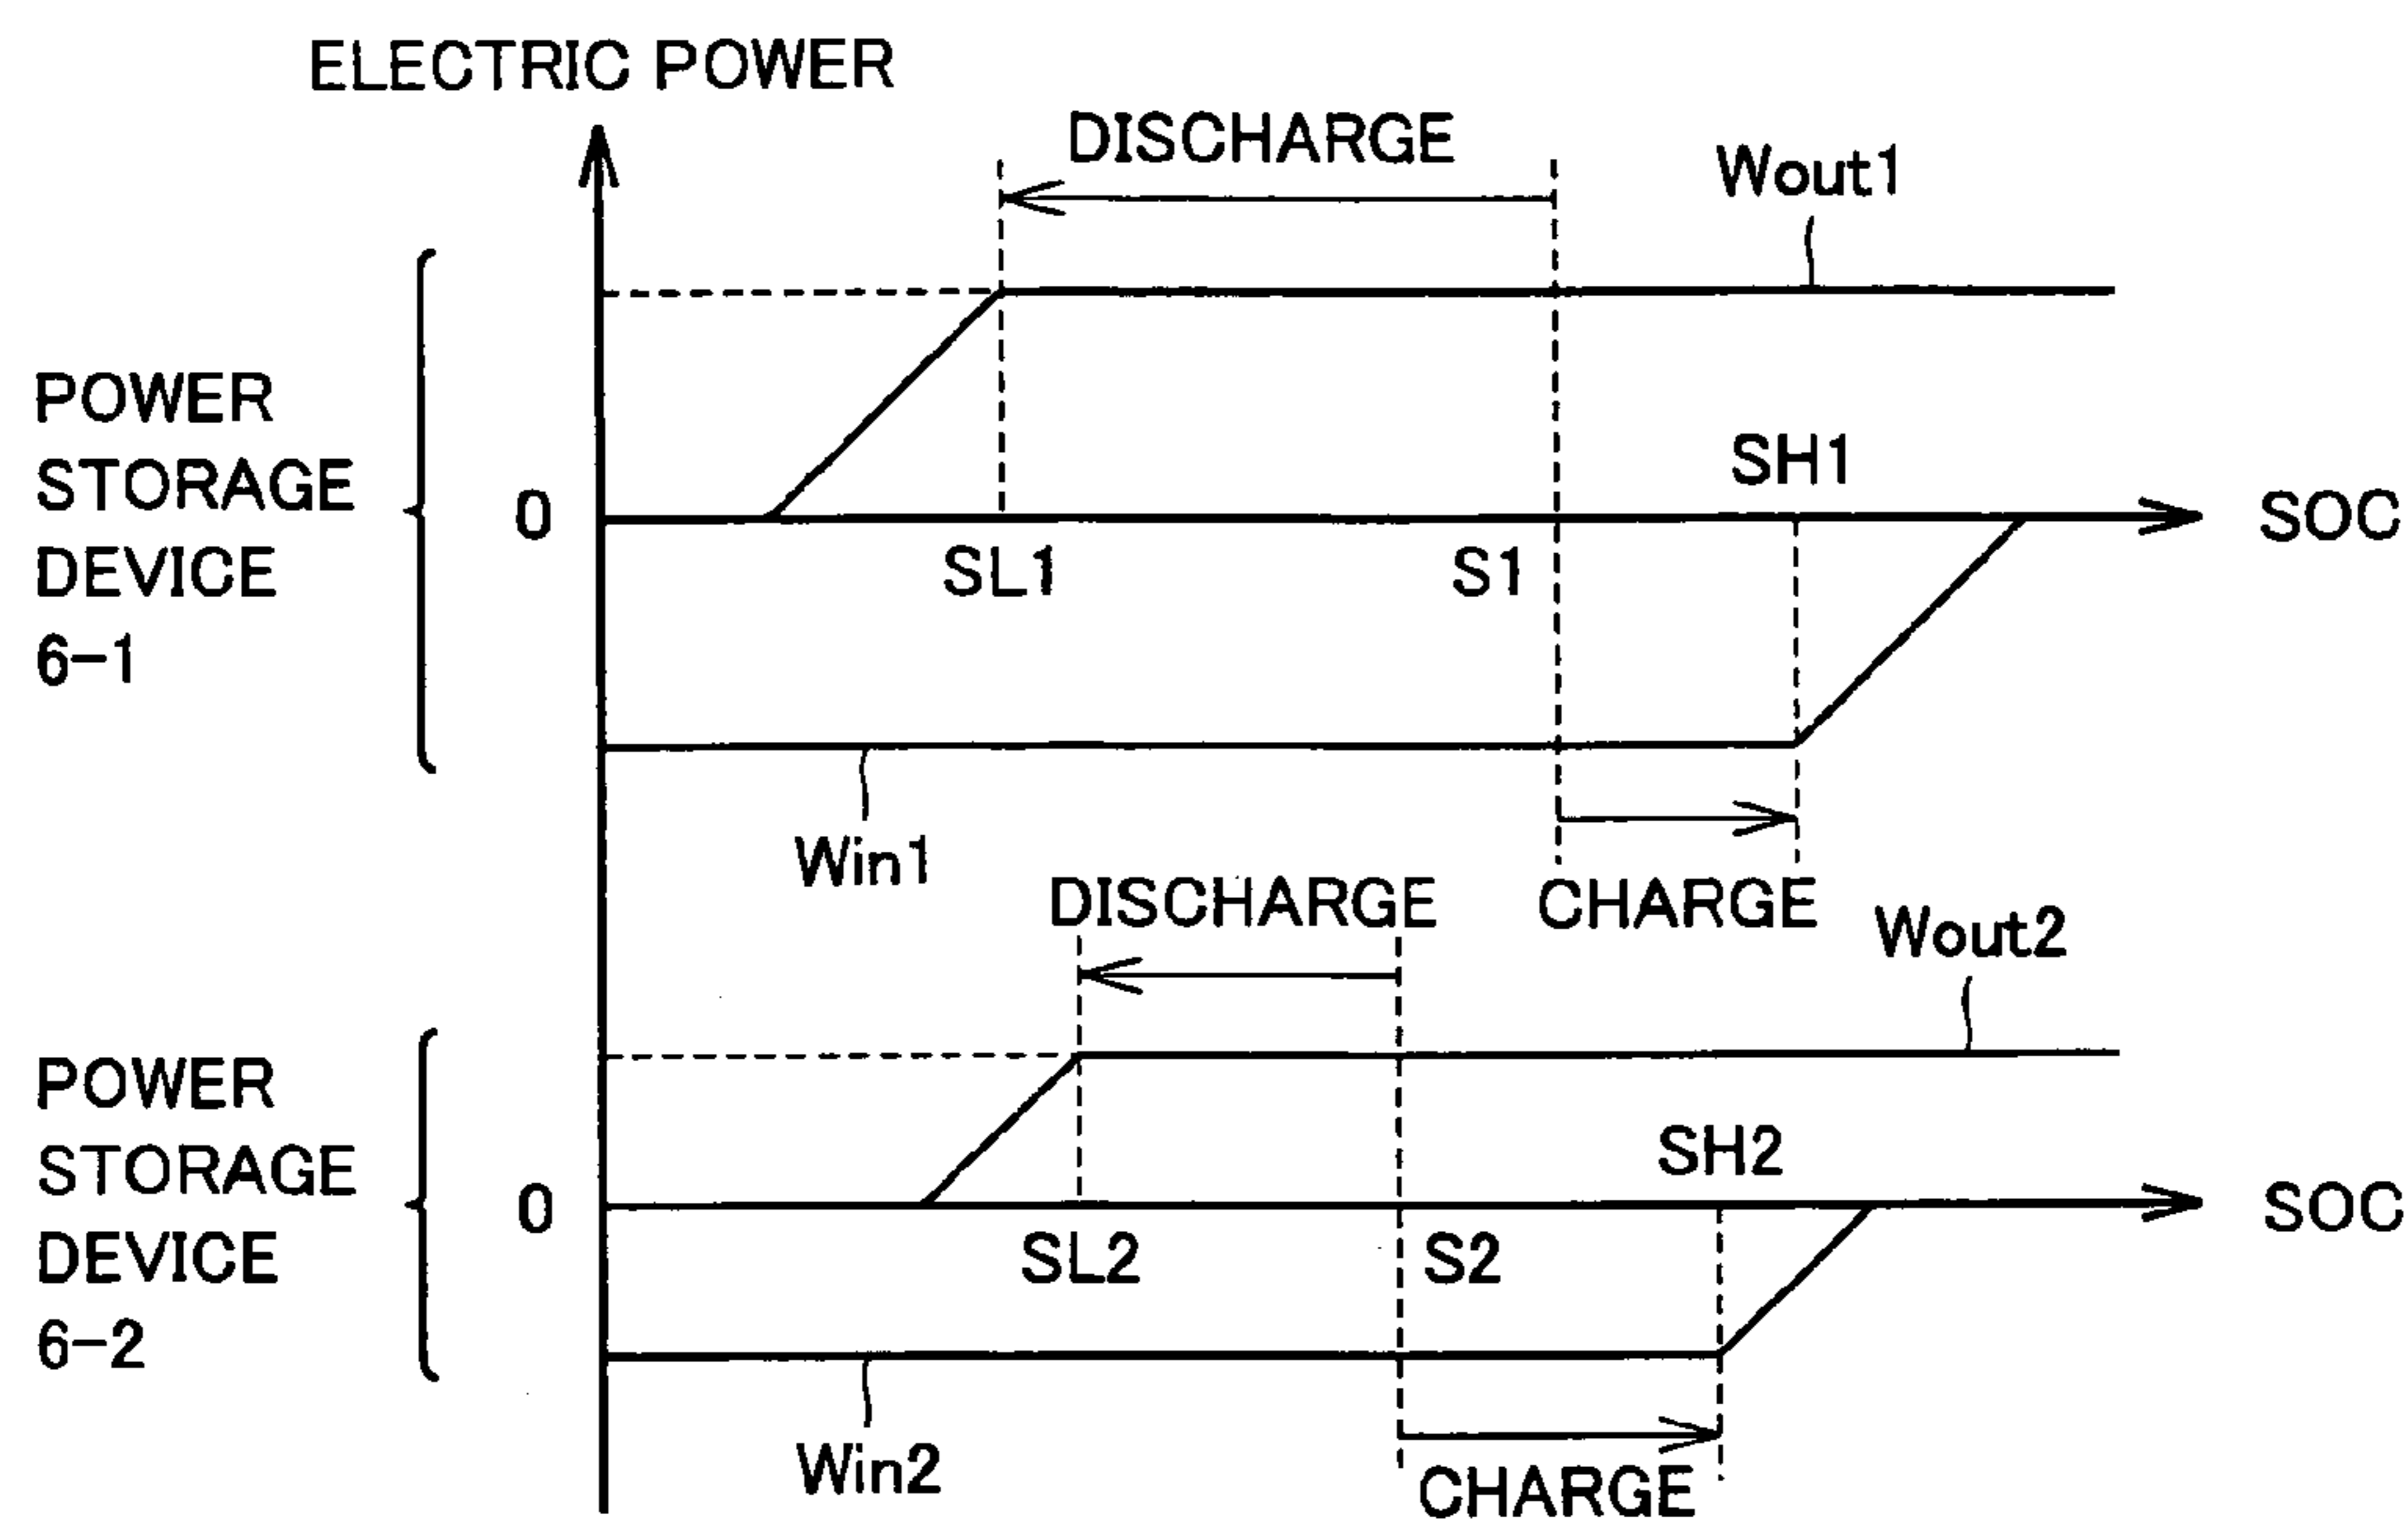 ELECTRIC POWER
DISCHARGE
Wout1
POWER
STORAGE
DEVICE
6-1
0
SH1
SOC
SL1
S1
Win1
CHARGE
DISCHARGE
Wout2
POWER
STORAGE
DEVICE
6-2
0
SH2
SOC
SL2
S2
Win2
CHARGE